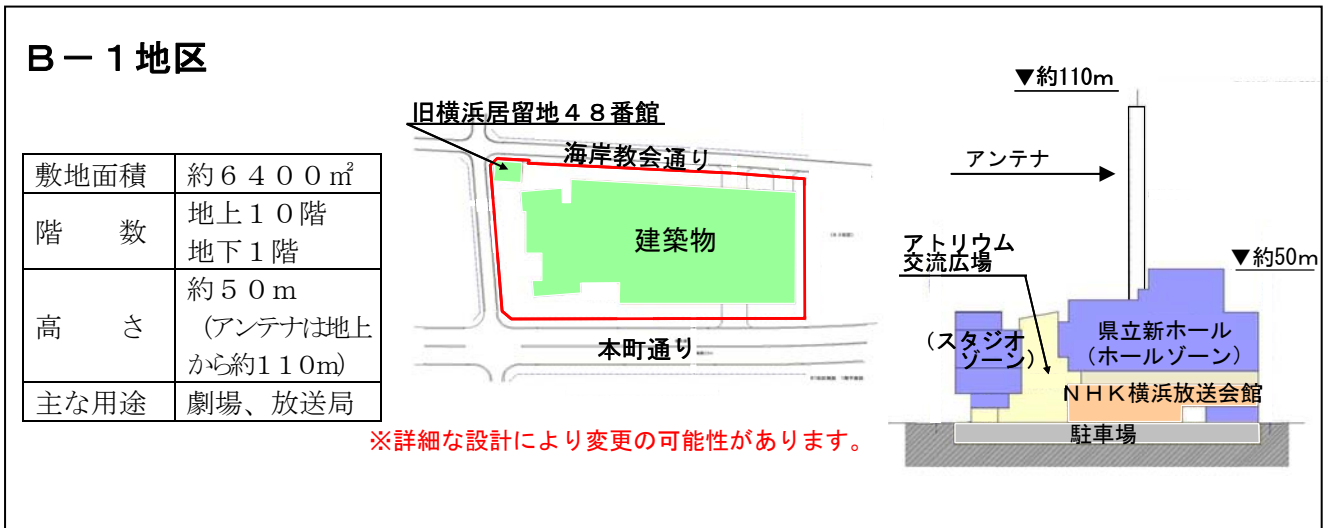 B－1地区
敷地面積 約6400㎡
階　　数 地上10階
地下1階
高　　さ 約50m
(アンテナは地上
から約110m)
主な用途 劇場、放送局
旧横浜居留地48番館
海岸教会通り
建築物
本町通り
※詳細な設計により変更の可能性があります。
▼約110m
アンテナ
アトリウム
交流広場
▼約50m
(スタジオ
ゾーン)
県立新ホール
(ホールゾーン)
NHK横浜放送会館
駐車場